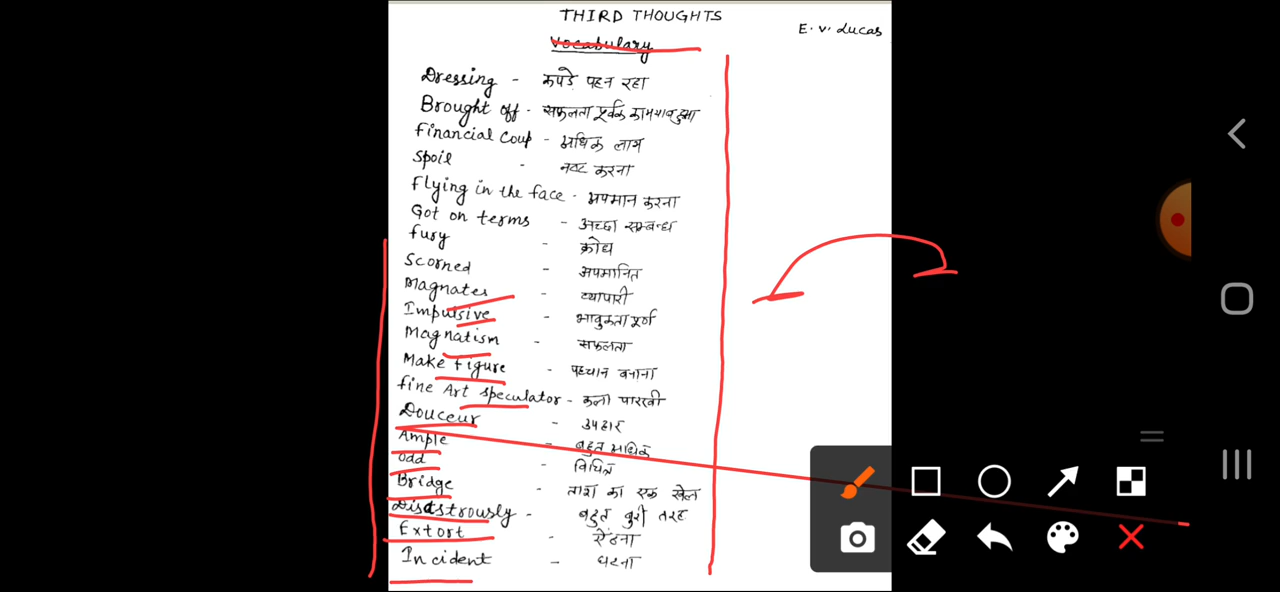 THIRD THOUGHTS
E. V. Lucas
Vocabulary
Dressing - कपड़े पहन रहा
Brought off - सफलता पूर्वक कामयाब हुआ
Financial Coup - अधिक लाभ
Spoil - नष्ट करना
Flying in the face - अपमान करना
Got on terms - अच्छा सम्बन्ध
fury - क्रोध
Scorned - अपमानित
Magnates - व्यापारी
Impulsive - भावुकता पूर्ण
Magnatism - सफलता
Make figure - पहचान बनाना
fine Art speculator - कला पारखी
Douceur - उपहार
Ample - बहुत अधिक
Odd - विचित्र
Bridge - ताश का एक खेल
Disastrously - बहुत बुरी तरह
Extort - ऐंठना
Incident - घटना